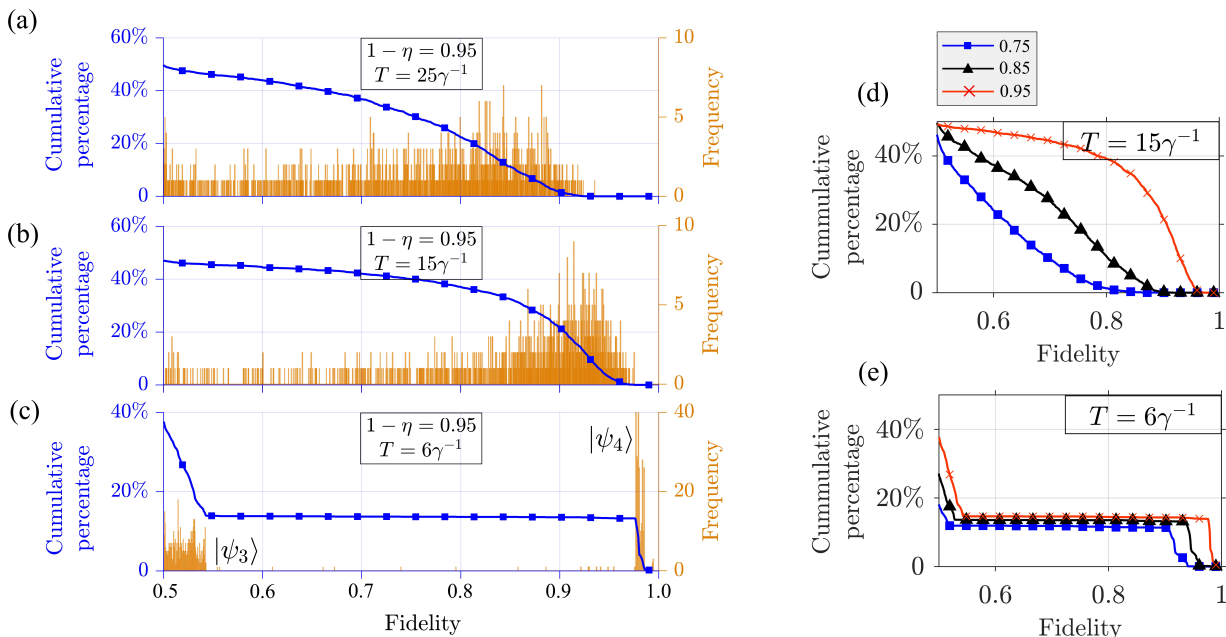 (a)
60%
40%
20%
0
Cumulative
percentage
1 − η = 0.95
T = 25γ⁻¹
10
5
0
Frequency
(b)
60%
40%
20%
0
Cumulative
percentage
1 − η = 0.95
T = 15γ⁻¹
10
5
0
Frequency
(c)
40%
20%
0
Cumulative
percentage
1 − η = 0.95
T = 6γ⁻¹
|ψ₃⟩
|ψ₄⟩
40
20
0
Frequency
0.5
0.6
0.7
0.8
0.9
1.0
Fidelity
0.75
0.85
0.95
(d)
T = 15γ⁻¹
40%
20%
0
Cummulative
percentage
0.6
0.8
1
Fidelity
(e)
T = 6γ⁻¹
40%
20%
0
Cummulative
percentage
0.6
0.8
1
Fidelity